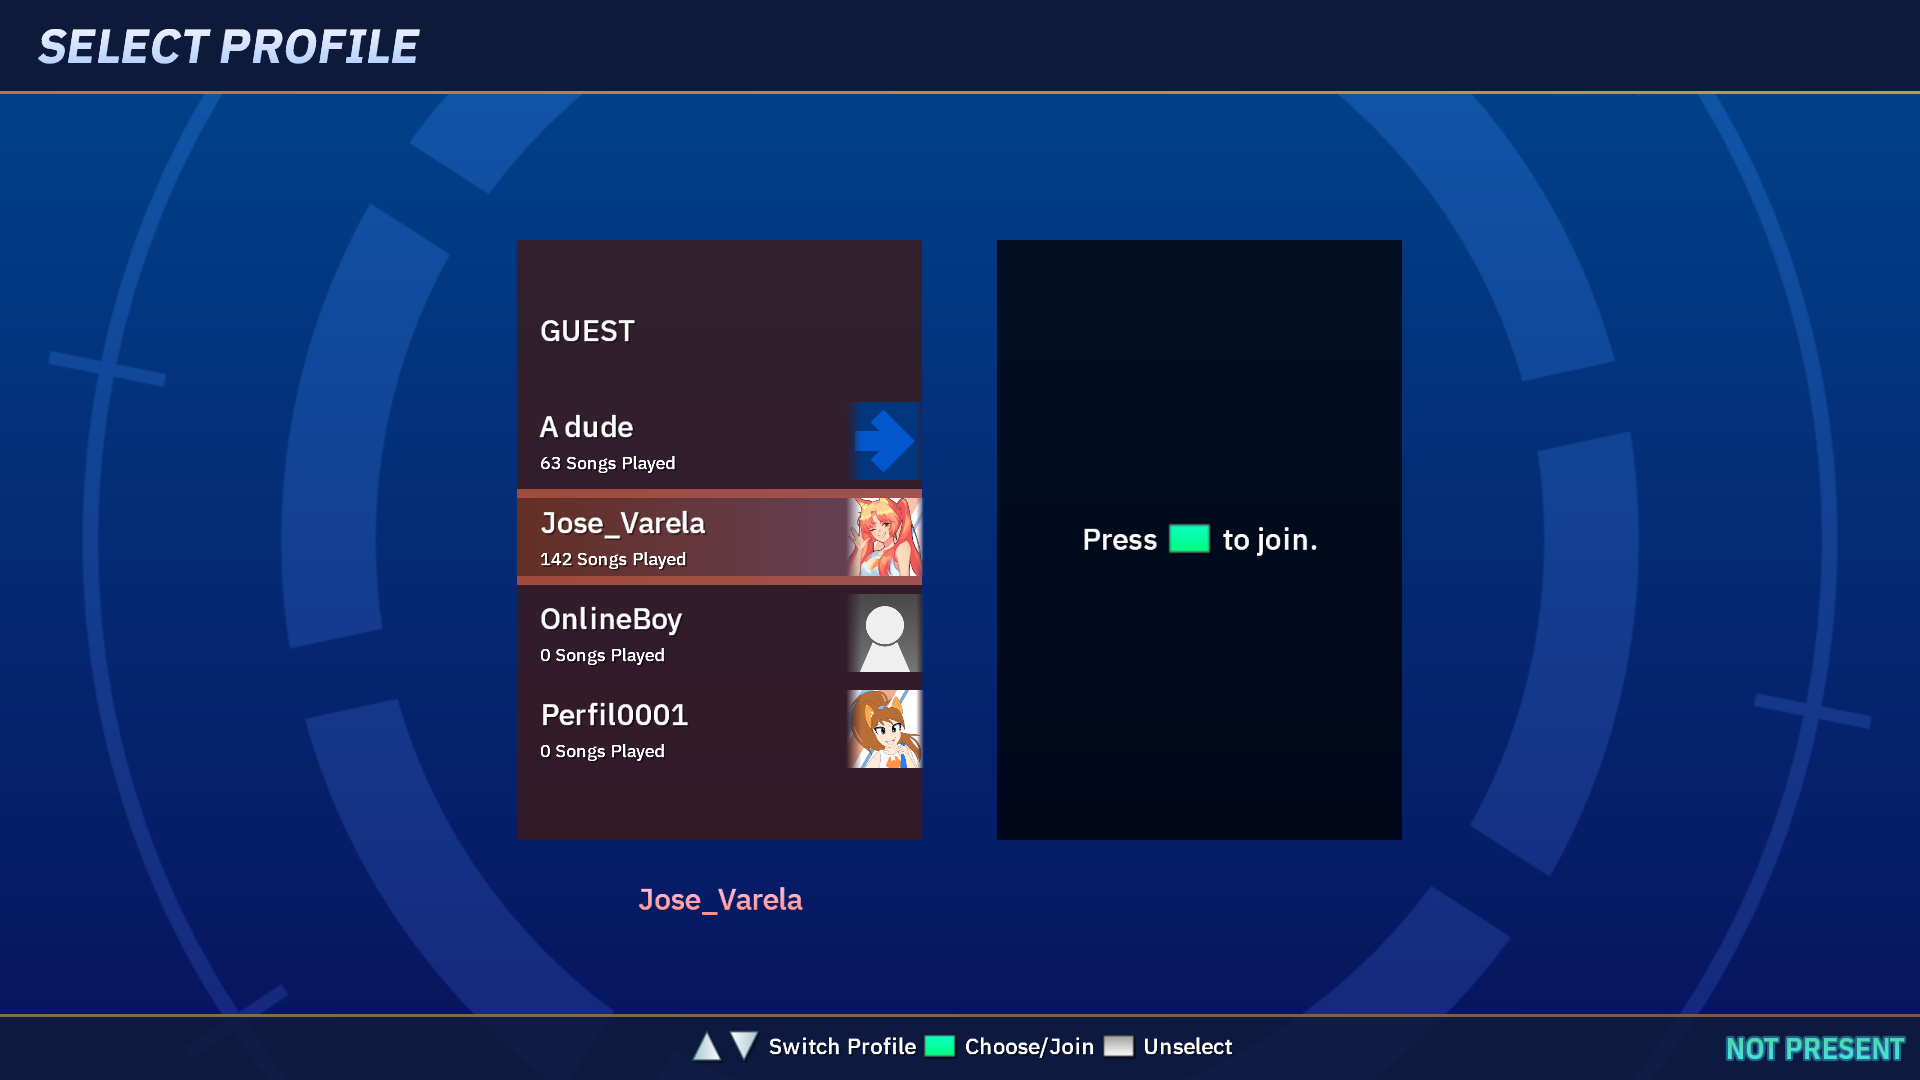 SELECT PROFILE
GUEST
A dude
63 Songs Played
Jose_Varela
142 Songs Played
OnlineBoy
0 Songs Played
Perfil0001
0 Songs Played
Press to join.
Jose_Varela
Switch Profile Choose/Join Unselect
NOT PRESENT